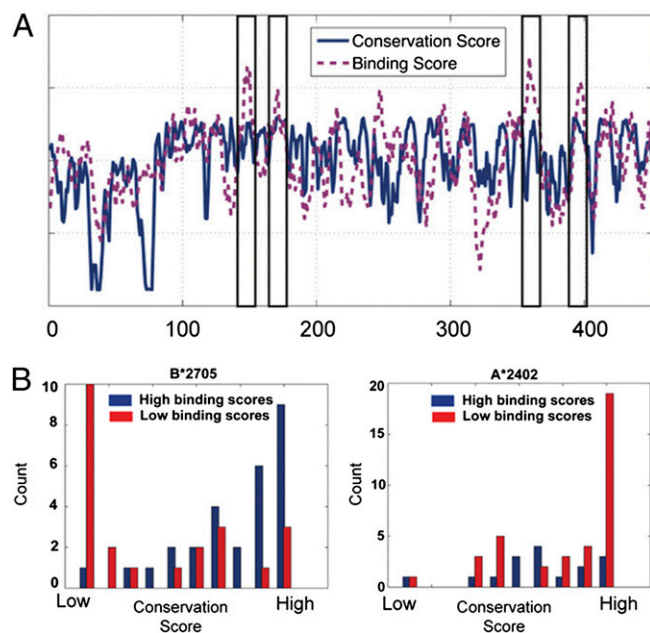 A
Conservation Score
Binding Score
0 100 200 300 400
B
B*2705
10
8
6
4
2
0
Count
High binding scores
Low binding scores
Low High
Conservation
Score
A*2402
20
15
10
5
0
Count
High binding scores
Low binding scores
Low High
Conservation
Score